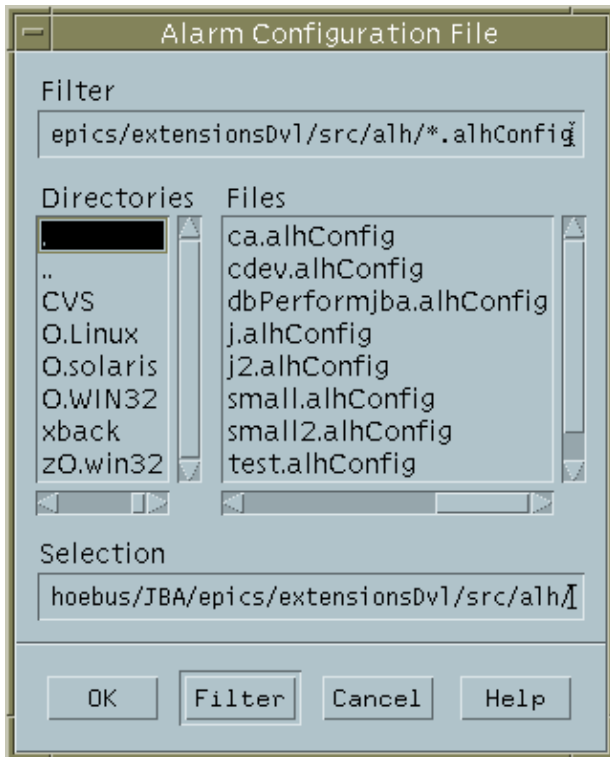 Alarm Configuration File
Filter
epics/extensionsDvl/src/alh/*.alhConfig
Directories Files
.
..
CVS
O.Linux
O.solaris
O.WIN32
xback
zO.win32
ca.alhConfig
cdev.alhConfig
dbPerformjba.alhConfig
j.alhConfig
j2.alhConfig
small.alhConfig
small2.alhConfig
test.alhConfig
Selection
hoebus/JBA/epics/extensionsDvl/src/alh/
OK Filter Cancel Help